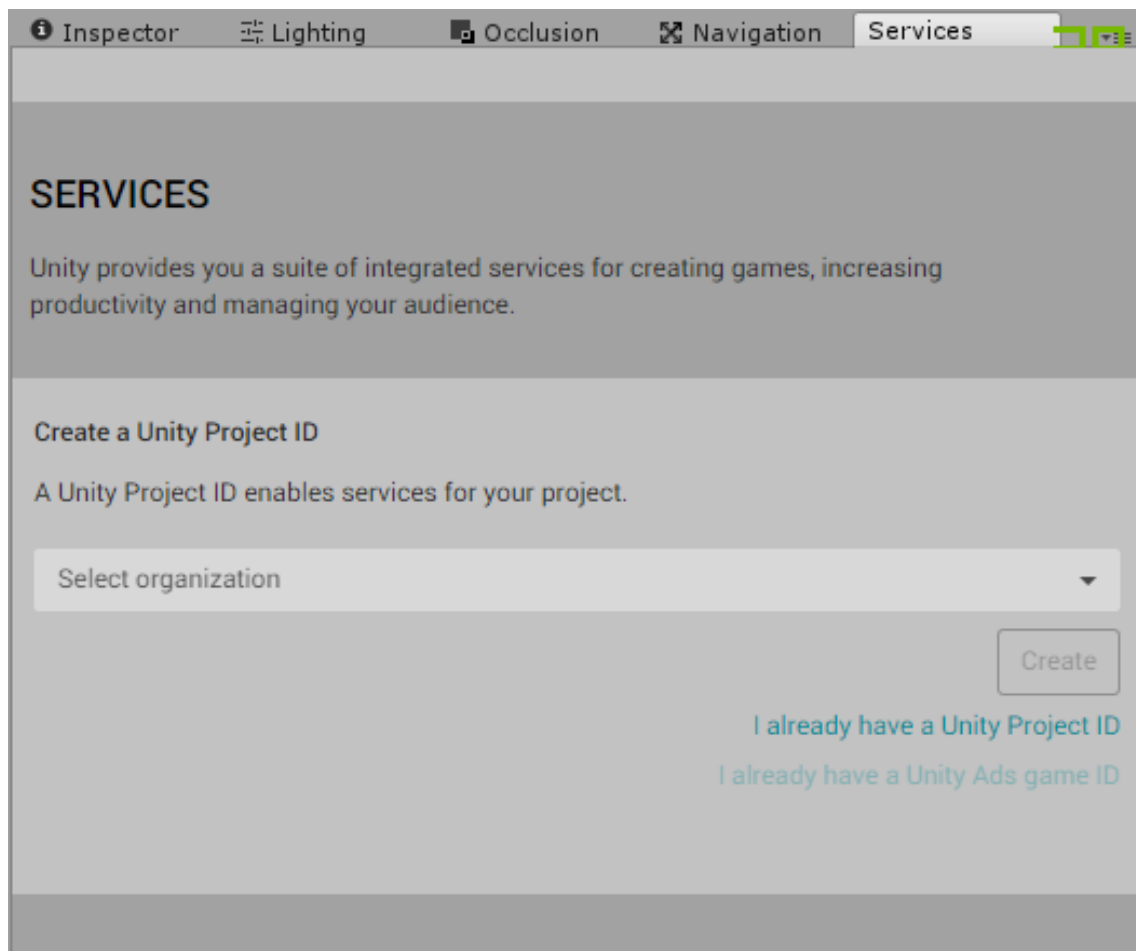 Inspector Lighting Occlusion Navigation Services
SERVICES
Unity provides you a suite of integrated services for creating games, increasing
productivity and managing your audience.
Create a Unity Project ID
A Unity Project ID enables services for your project.
Select organization
Create
I already have a Unity Project ID
I already have a Unity Ads game ID